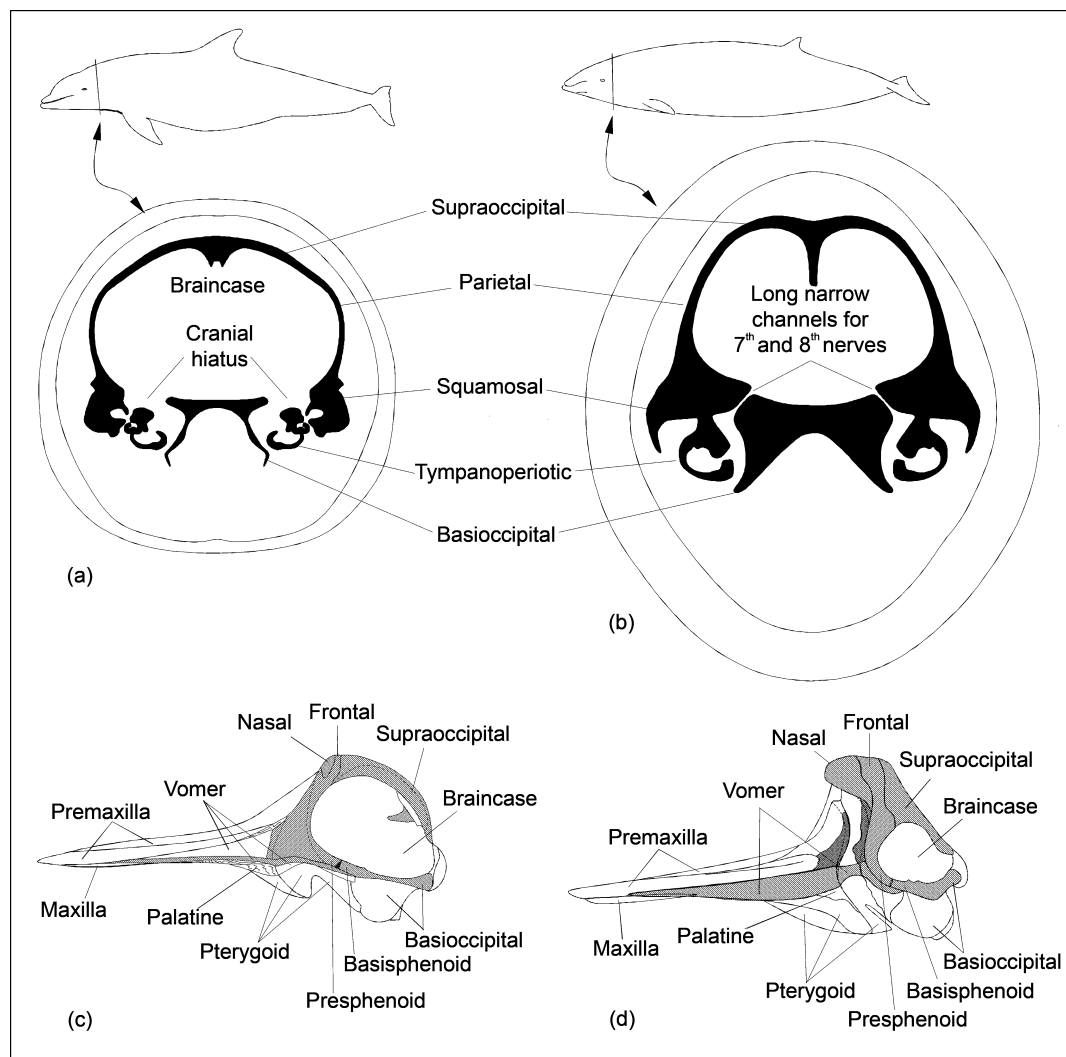 Supraoccipital
Braincase
Parietal
Long narrow
channels for
7th and 8th nerves
Cranial
hiatus
Squamosal
Tympanoperiotic
Basioccipital
(a)
(b)
Nasal
Frontal
Supraoccipital
Vomer
Braincase
Premaxilla
Maxilla
Palatine
Pterygoid
Basioccipital
Basisphenoid
Presphenoid
(c)
Frontal
Nasal
Supraoccipital
Vomer
Braincase
Premaxilla
Maxilla
Palatine
Basioccipital
Pterygoid
Basisphenoid
Presphenoid
(d)